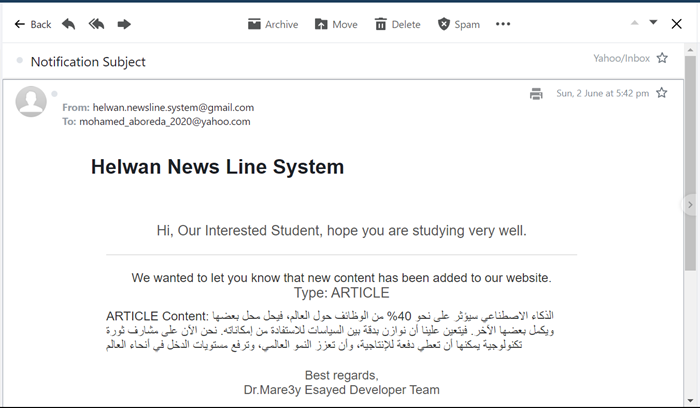 Back Archive Move Delete Spam
Notification Subject Yahoo/Inbox
Sun, 2 June at 5:42 pm
From: helwan.newsline.system@gmail.com
To: mohamed_aboreda_2020@yahoo.com
Helwan News Line System
Hi, Our Interested Student, hope you are studying very well.
We wanted to let you know that new content has been added to our website.
Type: ARTICLE
ARTICLE Content: الذكاء الاصطناعي سيؤثر على نحو 40% من الوظائف حول العالم، فيحل محل بعضها
ويكمل بعضها الآخر. فيتعين علينا أن نوازن بدقة بين السياسات للاستفادة من إمكاناته. نحن الآن على مشارف ثورة
تكنولوجية يمكنها أن تعطي دفعة للإنتاجية، وأن تعزز النمو العالمي، وترفع مستويات الدخل في أنحاء العالم
Best regards,
Dr.Mare3y Esayed Developer Team